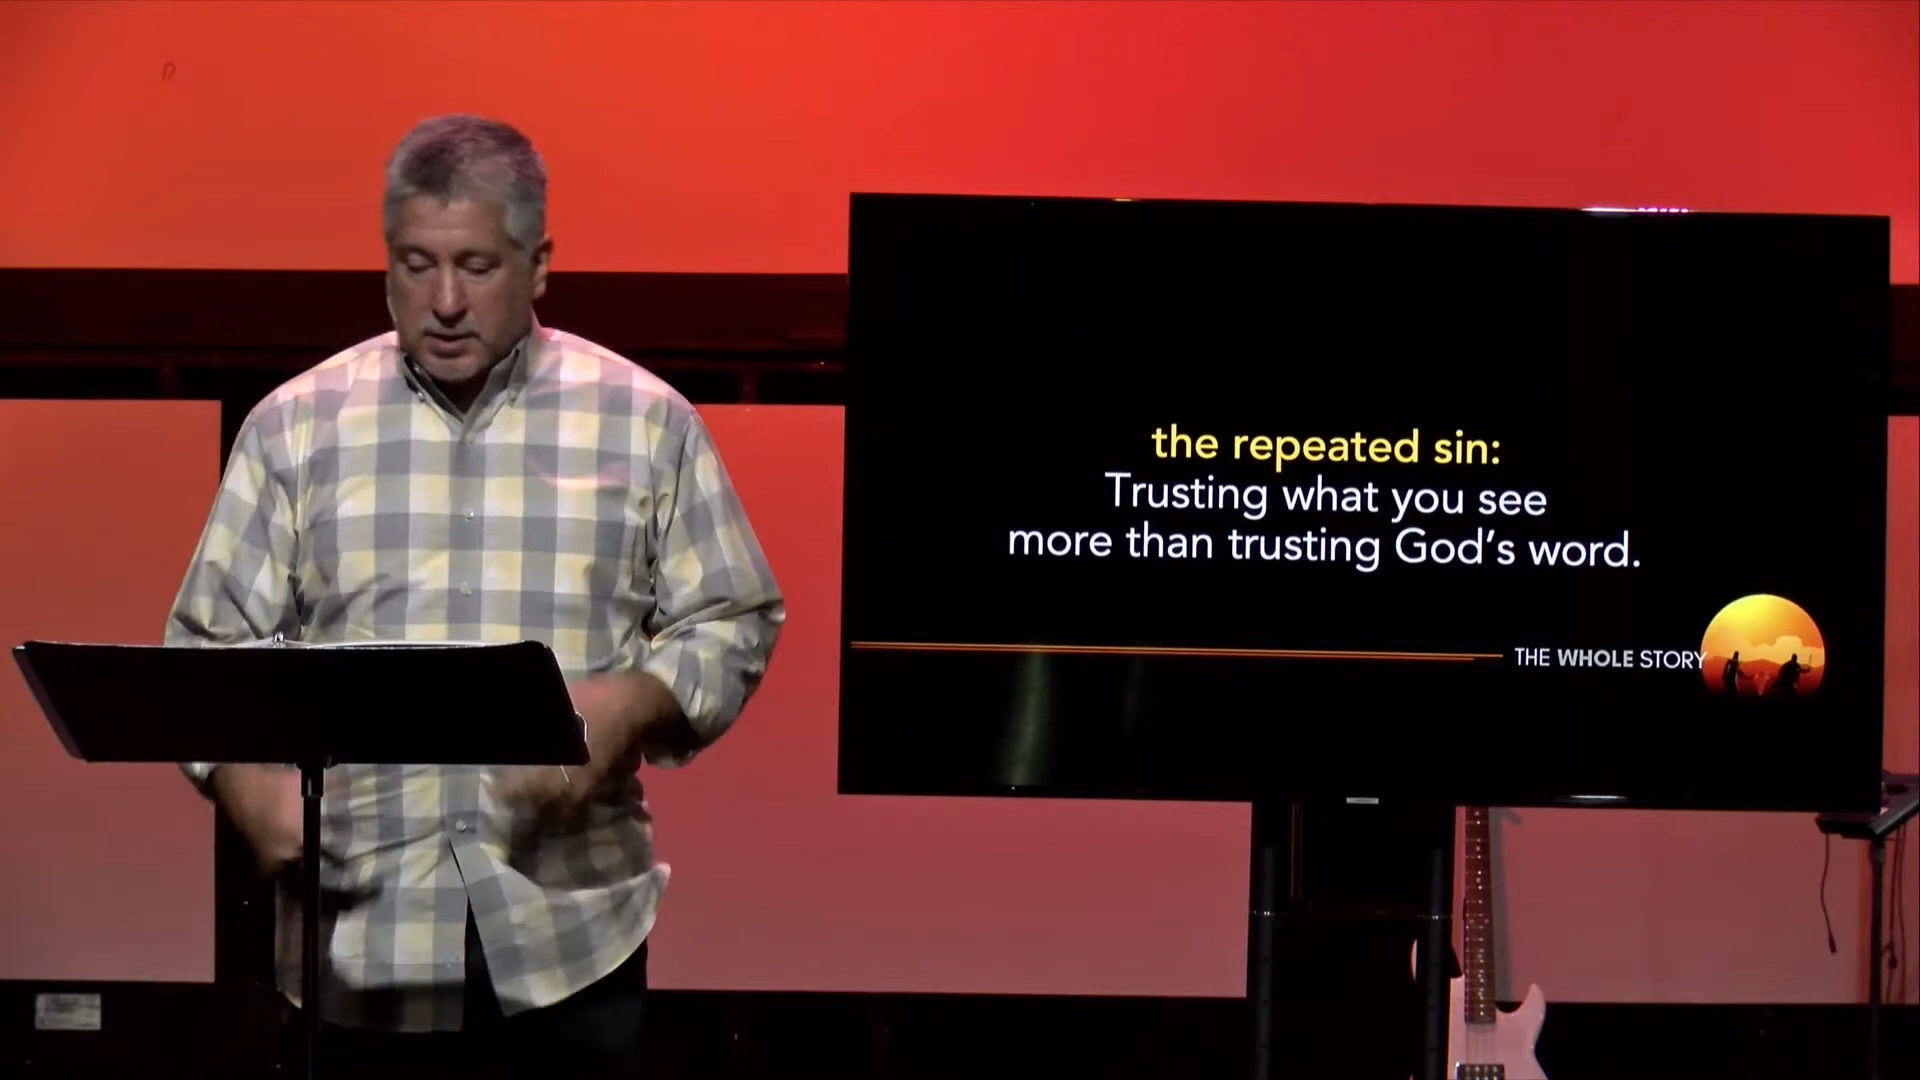 the repeated sin:
Trusting what you see
more than trusting God's word.
THE WHOLE STORY